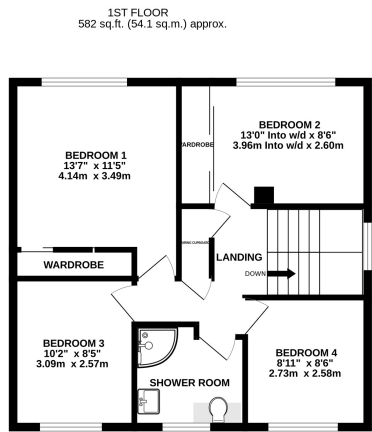 1ST FLOOR
582 sq.ft. (54.1 sq.m.) approx.
BEDROOM 2
13'0" Into w/d x 8'6"
3.96m Into w/d x 2.60m
WARDROBE
BEDROOM 1
13'7" x 11'5"
4.14m x 3.49m
LANDING
DOWN
WARDROBE
BEDROOM 3
10'2" x 8'5"
3.09m x 2.57m
BEDROOM 4
8'11" x 8'6"
2.73m x 2.58m
SHOWER ROOM